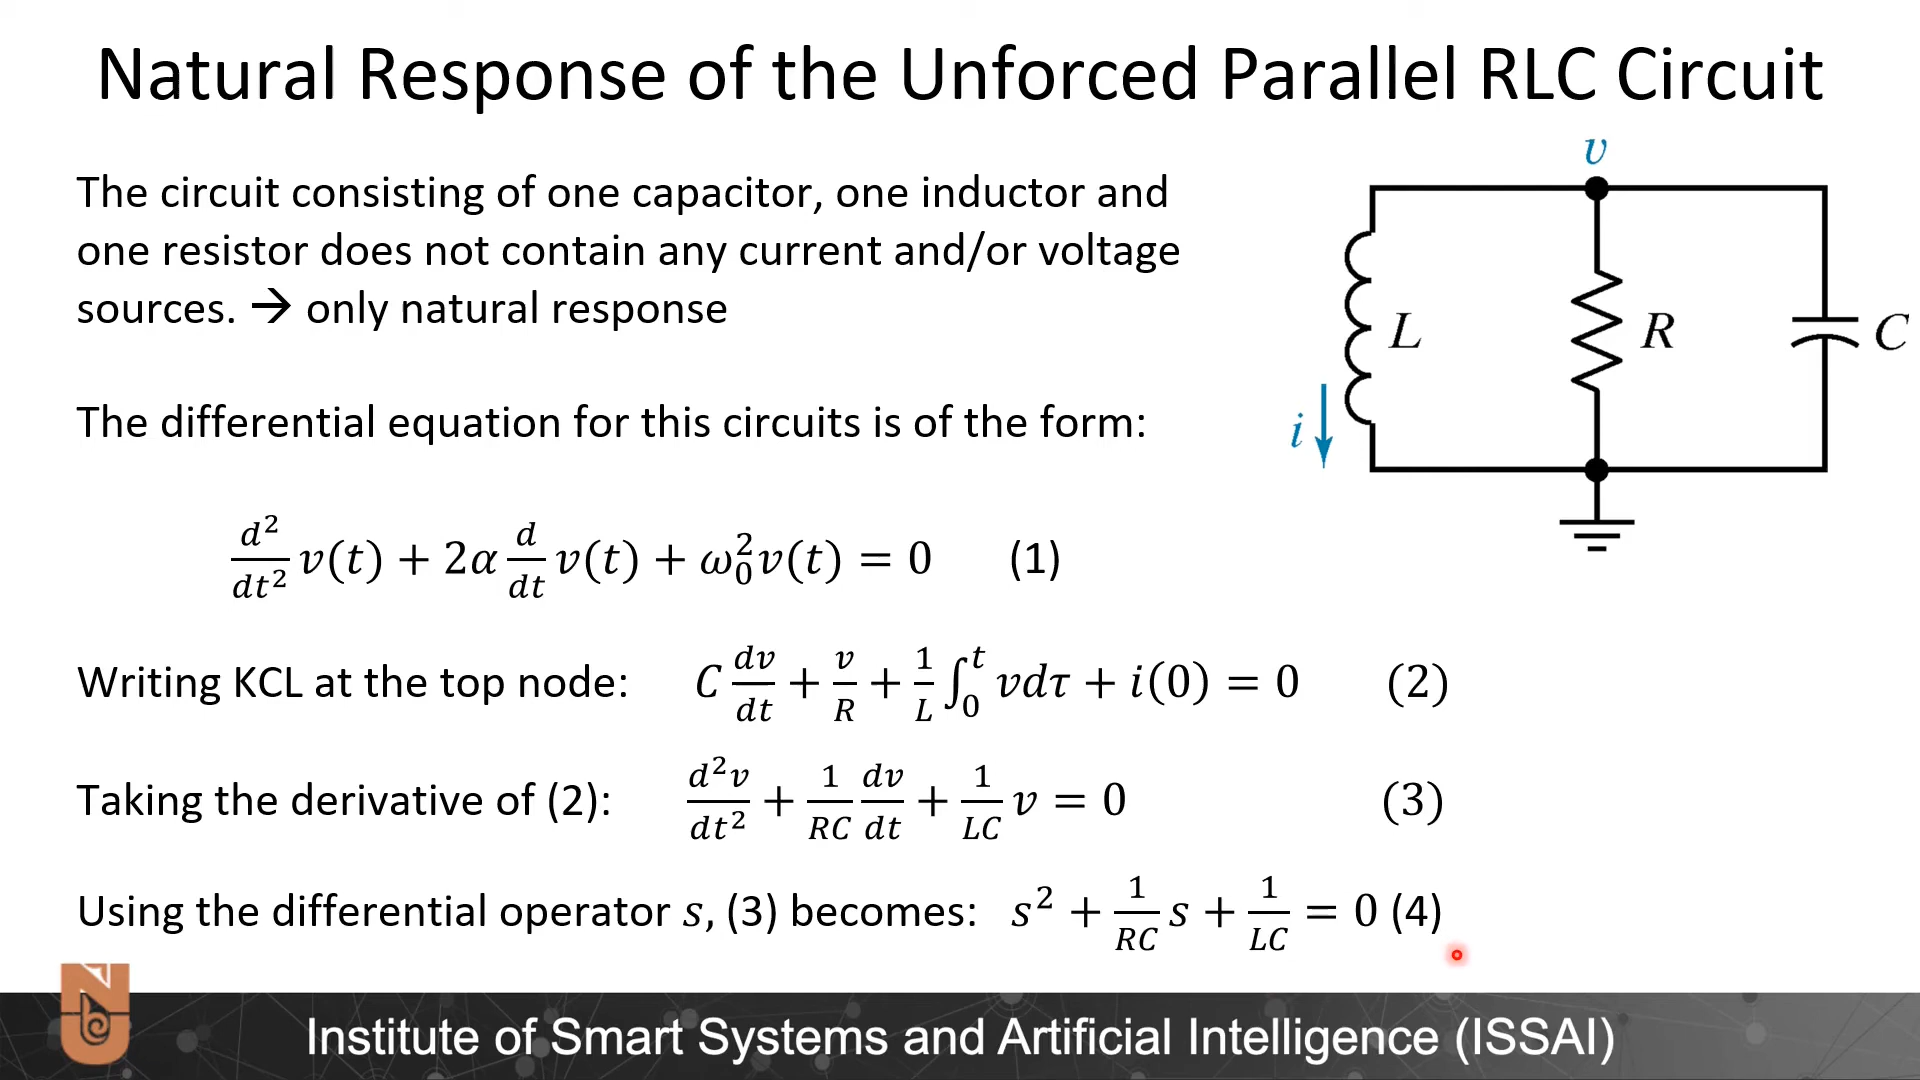 Natural Response of the Unforced Parallel RLC Circuit
The circuit consisting of one capacitor, one inductor and
one resistor does not contain any current and/or voltage
sources. → only natural response
v
L
R
C
i
The differential equation for this circuits is of the form:
d²/dt² v(t) + 2α d/dt v(t) + ω₀² v(t) = 0 (1)
Writing KCL at the top node: C dv/dt + v/R + 1/L ∫₀ᵗ vdτ + i(0) = 0 (2)
Taking the derivative of (2): d²v/dt² + 1/RC dv/dt + 1/LC v = 0 (3)
Using the differential operator s, (3) becomes: s² + 1/RC s + 1/LC = 0 (4)
Institute of Smart Systems and Artificial Intelligence (ISSAI)